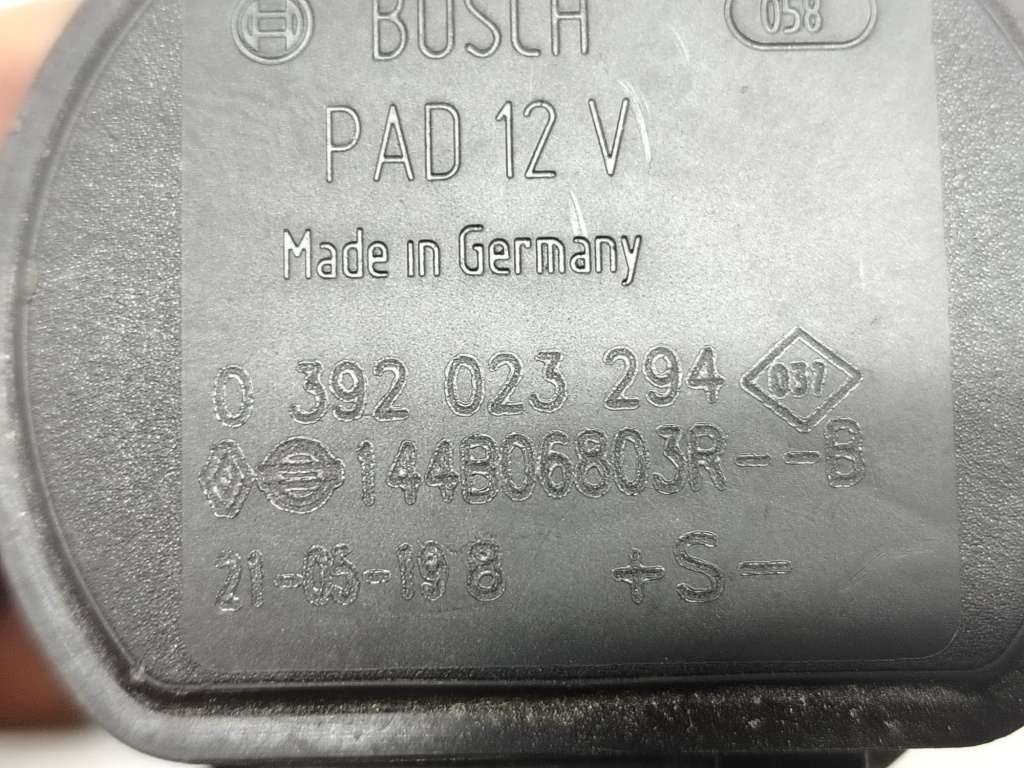 BOSCH 058
PAD 12 V
Made in Germany
0 392 023 294 037
144B06803R--B
21-05-19 8 +S-